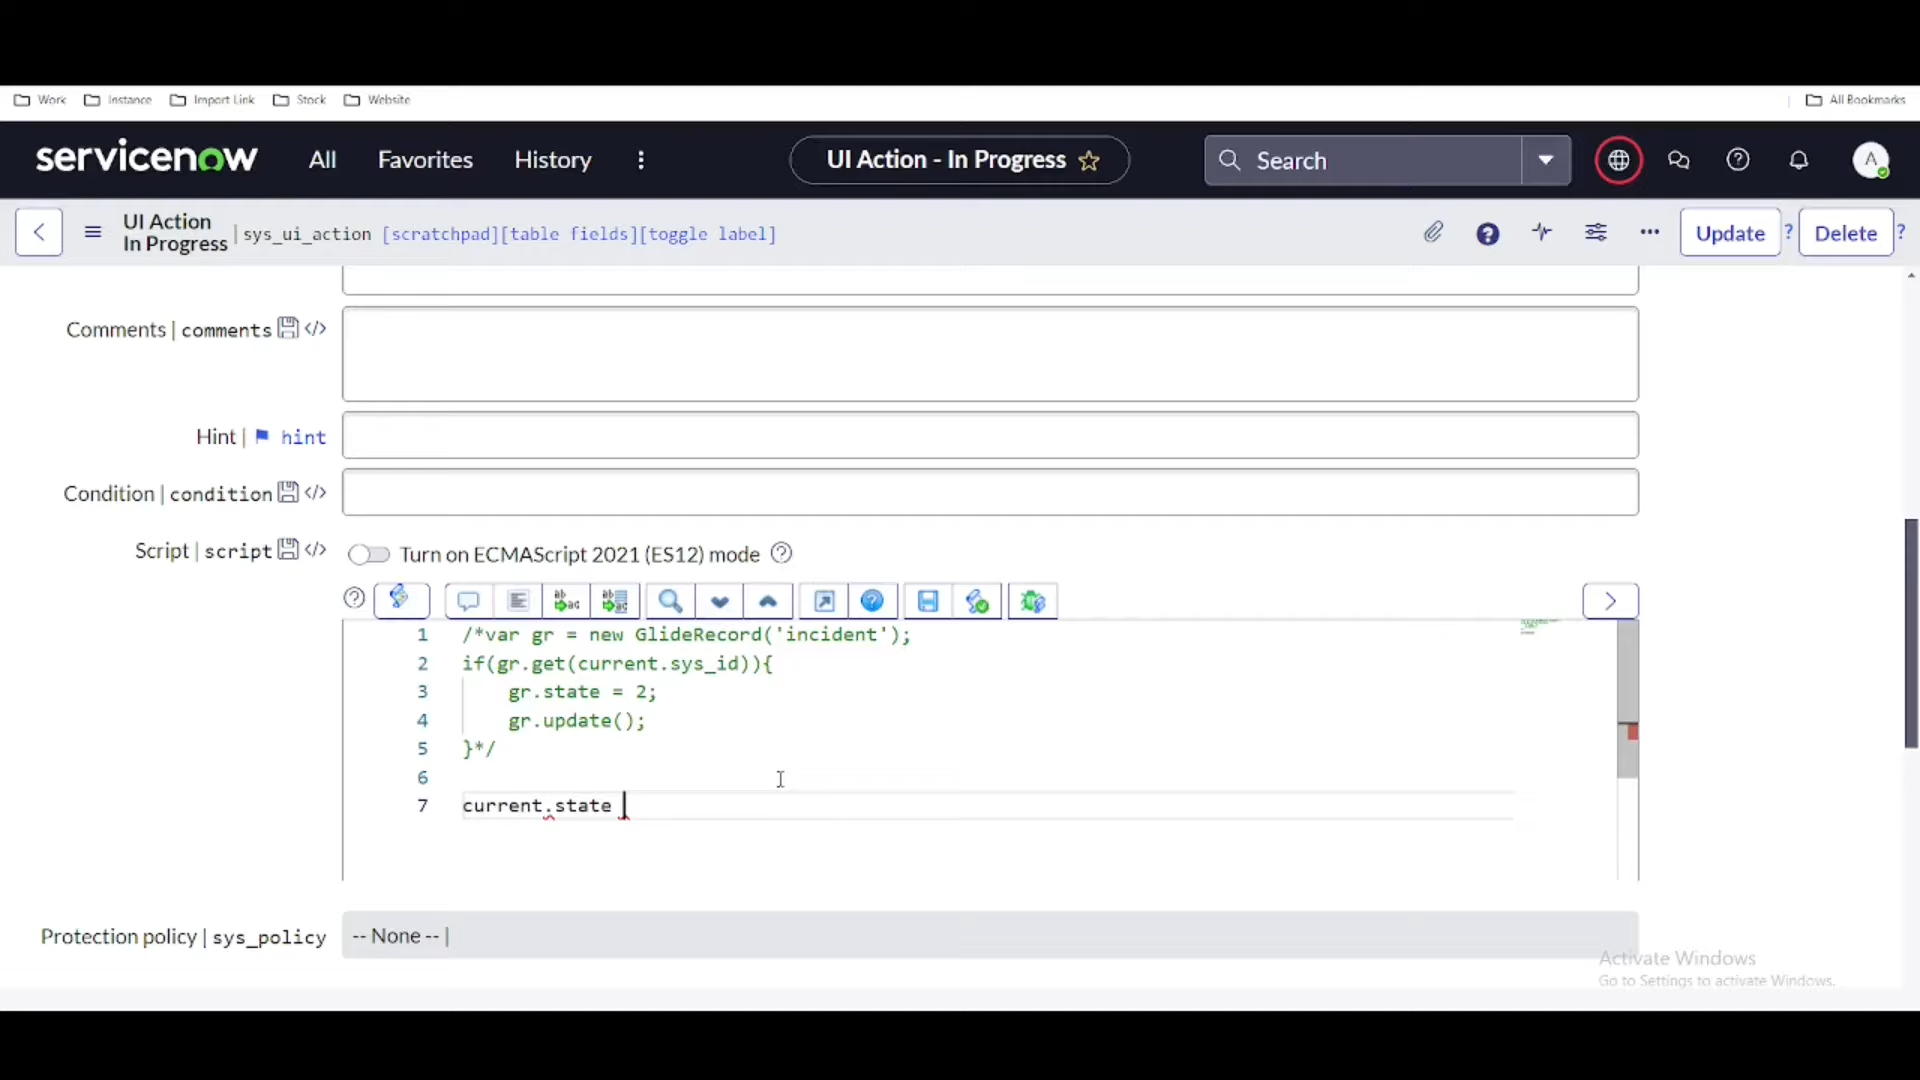 Work Instance Import Link Stock Website All Bookmarks
servicenow All Favorites History UI Action - In Progress Search A
UI Action
In Progress | sys_ui_action [scratchpad][table fields][toggle label] Update ? Delete ?
Comments | comments
Hint | hint
Condition | condition
Script | script Turn on ECMAScript 2021 (ES12) mode
1 /*var gr = new GlideRecord('incident');
2 if(gr.get(current.sys_id)){
3 gr.state = 2;
4 gr.update();
5 }*/
6
7 current.state
Protection policy | sys_policy -- None -- |
Activate Windows
Go to Settings to activate Windows.